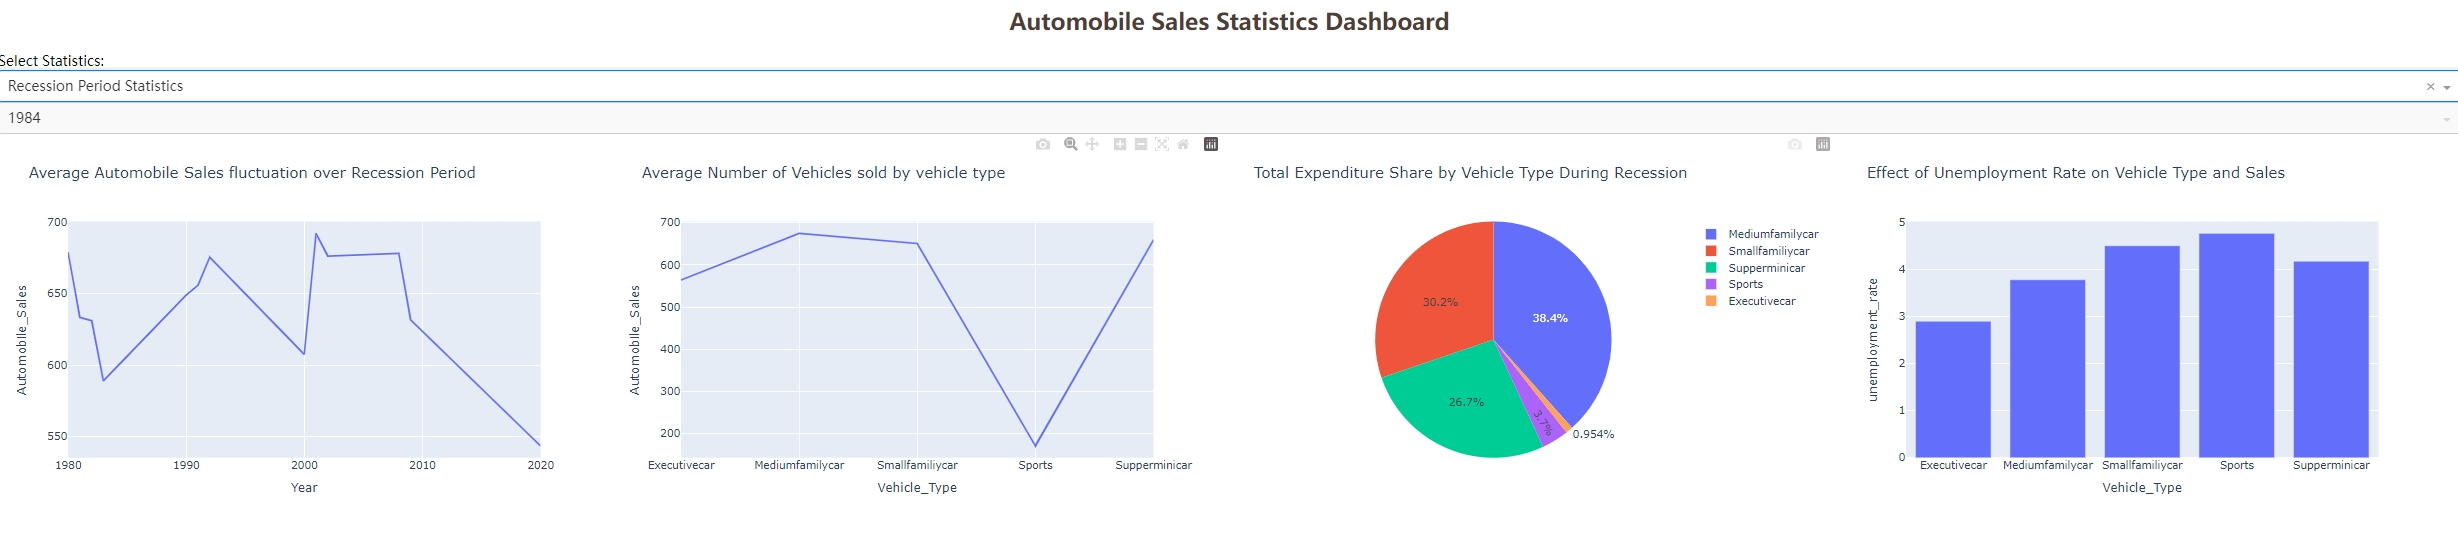 Automobile Sales Statistics Dashboard
Select Statistics:
Recession Period Statistics
1984
Average Automobile Sales fluctuation over Recession Period
700
650
600
550
Automobile_Sales
1980 1990 2000 2010 2020
Year
Average Number of Vehicles sold by vehicle type
700
600
500
400
300
200
Automobile_Sales
Executivecar Mediumfamilycar Smallfamiliycar Sports Supperminicar
Vehicle_Type
Total Expenditure Share by Vehicle Type During Recession
38.4%
30.2%
26.7%
3.7%
0.954%
Mediumfamilycar
Smallfamiliycar
Supperminicar
Sports
Executivecar
Effect of Unemployment Rate on Vehicle Type and Sales
5
4
3
2
1
0
unemployment_rate
Executivecar Mediumfamilycar Smallfamiliycar Sports Supperminicar
Vehicle_Type